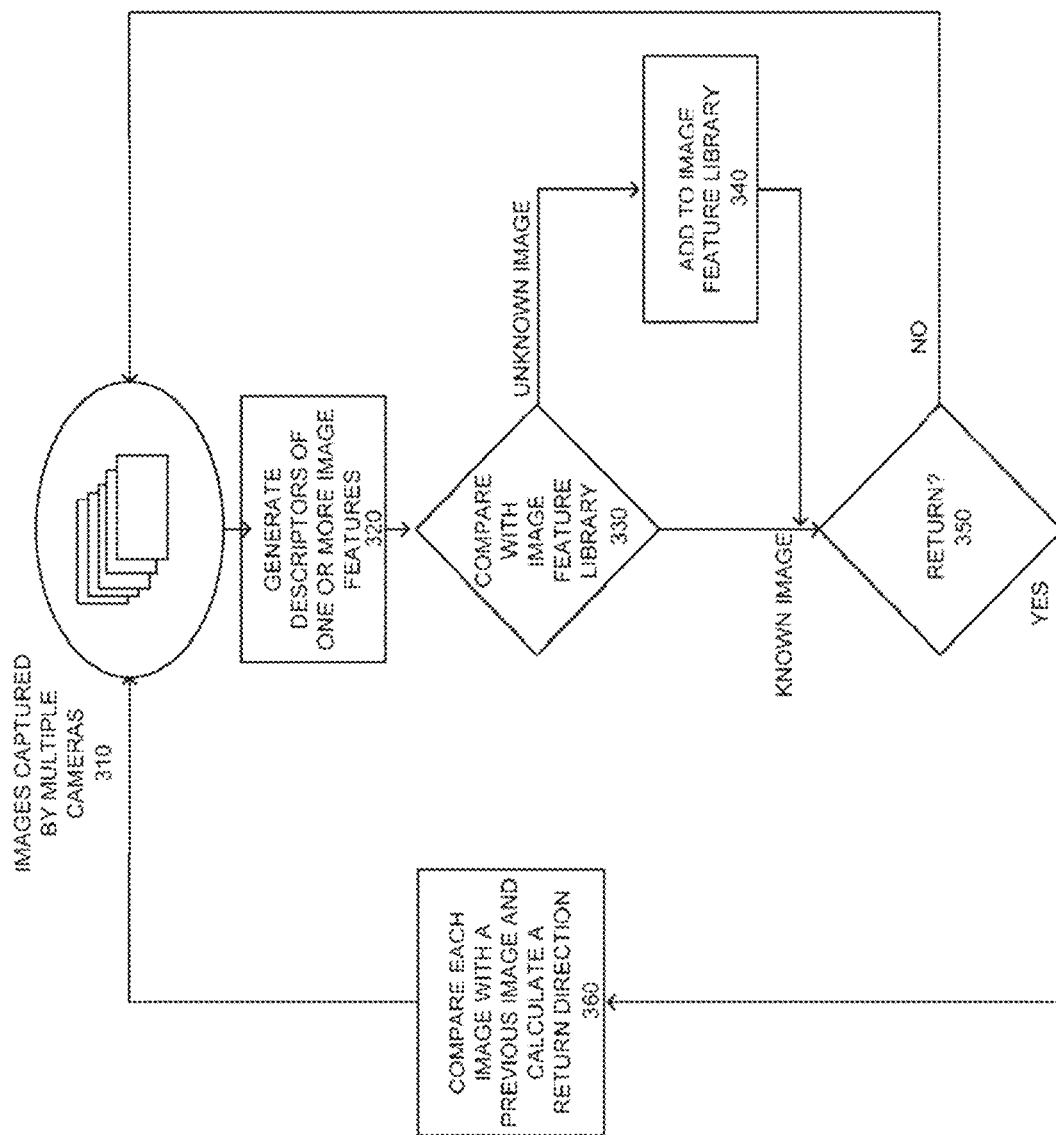 IMAGES CAPTURED
BY MULTIPLE
CAMERAS
310
GENERATE
DESCRIPTORS OF
ONE OR MORE IMAGE
FEATURES
320
COMPARE
WITH
IMAGE
FEATURE
LIBRARY
330
UNKNOWN IMAGE
ADD TO IMAGE
FEATURE LIBRARY
340
KNOWN IMAGE
RETURN?
350
NO
YES
COMPARE EACH
IMAGE WITH A
PREVIOUS IMAGE AND
CALCULATE A
RETURN DIRECTION
360